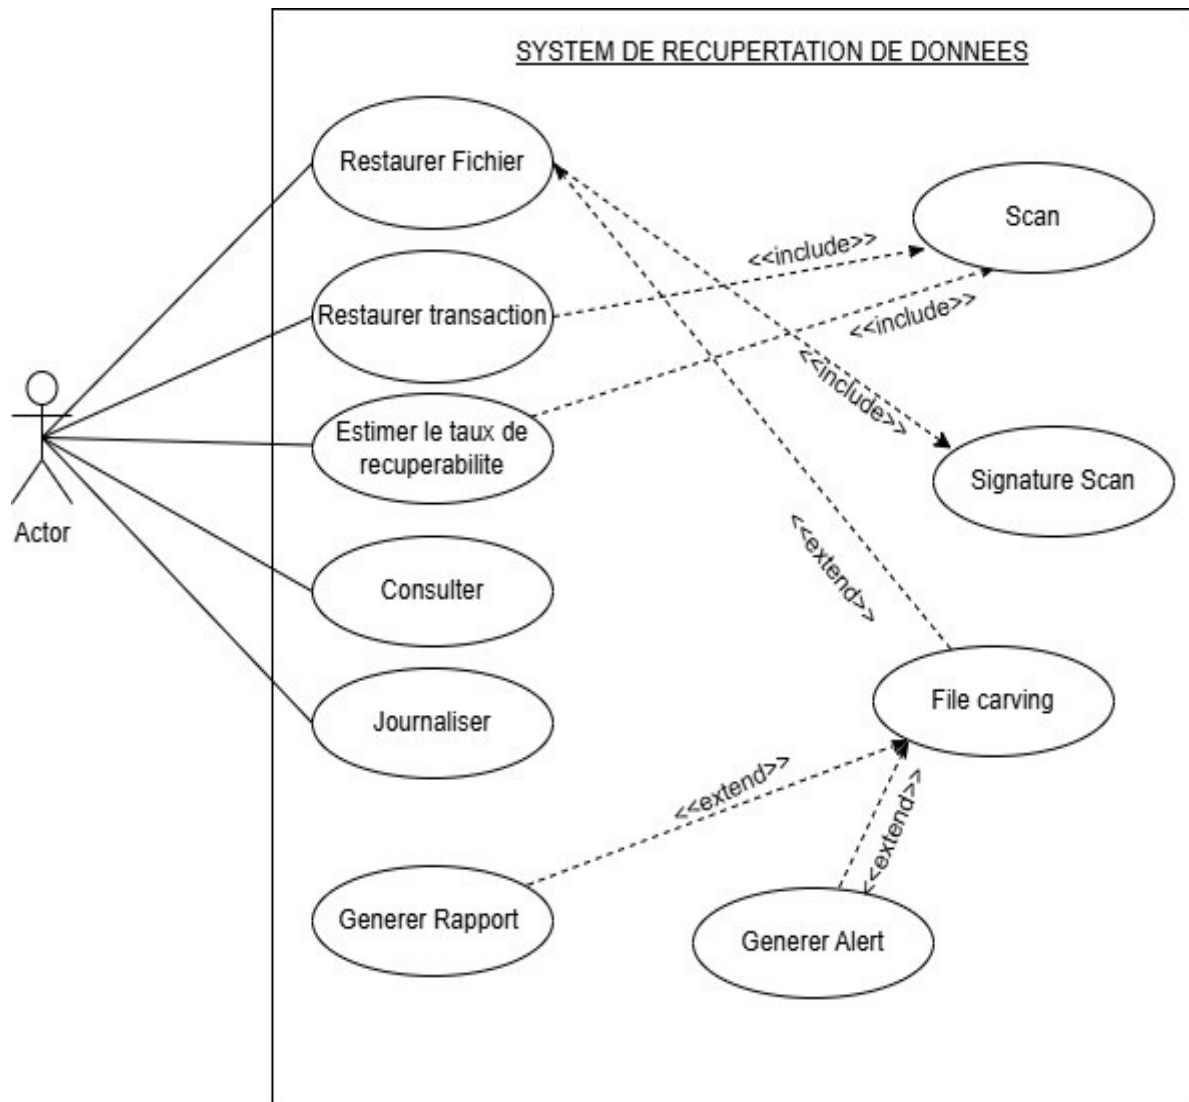 SYSTEM DE RECUPERTATION DE DONNEES
Restaurer Fichier
Scan
<<include>>
Restaurer transaction
<<include>>
<<include>>
Estimer le taux de
recuperabilite
Signature Scan
Actor
<<extend>>
Consulter
File carving
Journaliser
<<extend>>
<<extend>>
Generer Rapport
Generer Alert